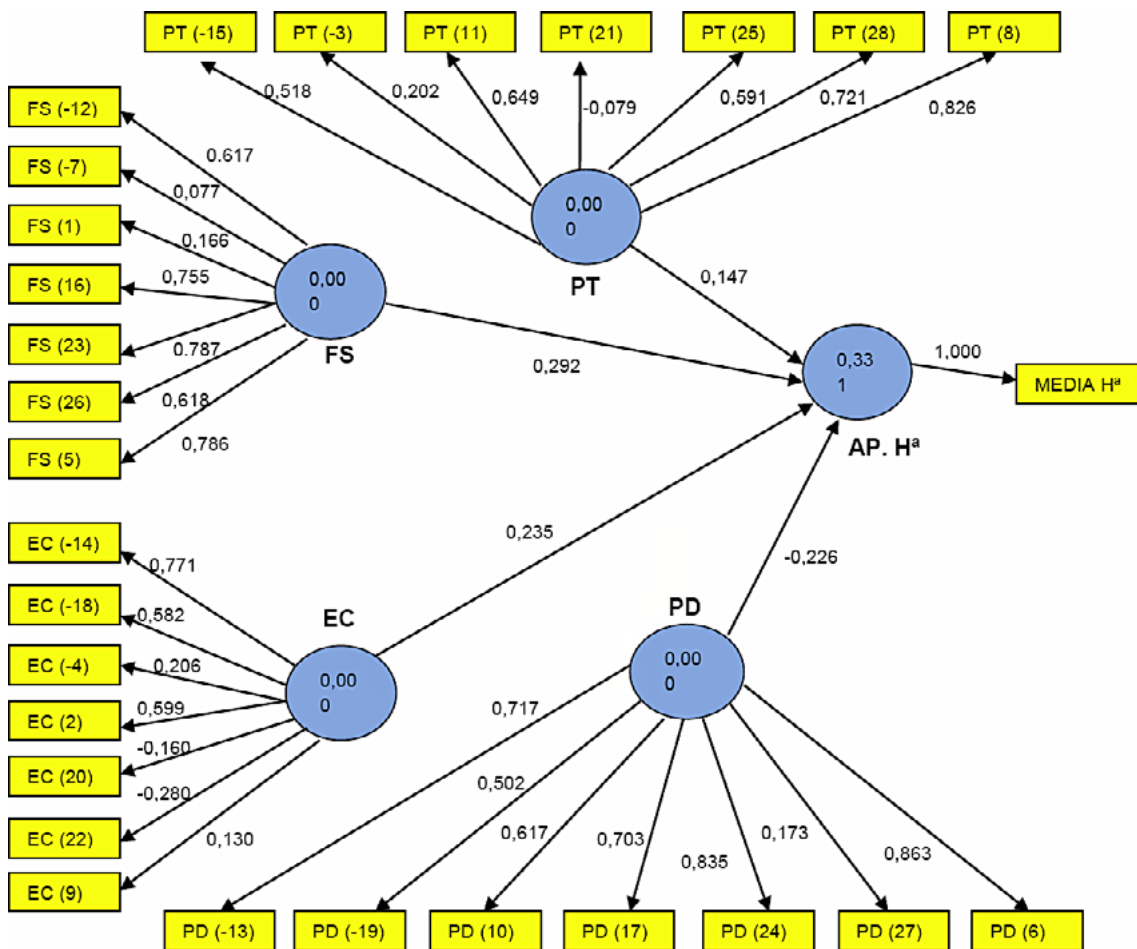 PT (-15) PT (-3) PT (11) PT (21) PT (25) PT (28) PT (8)
0,518 0,202 0,649 -0,079 0,591 0,721 0,826
FS (-12)
0.617
FS (-7)
0,077
FS (1)
0,166
FS (16)
0,755
FS (23)
0.787
FS (26)
0,618
FS (5)
0,786
0,00
0
FS
0,00
0
PT
0,147
0,292
0,33
1
AP. Hª
1,000
MEDIA Hª
0,235
-0,226
EC (-14)
0,771
EC (-18)
0,582
EC (-4)
0,206
EC (2)
0,599
EC (20)
-0,160
EC (22)
-0,280
EC (9)
0,130
EC
0,00
0
PD
0,00
0
0,717
0,502
0,617
0,703
0,835
0,173
0,863
PD (-13) PD (-19) PD (10) PD (17) PD (24) PD (27) PD (6)